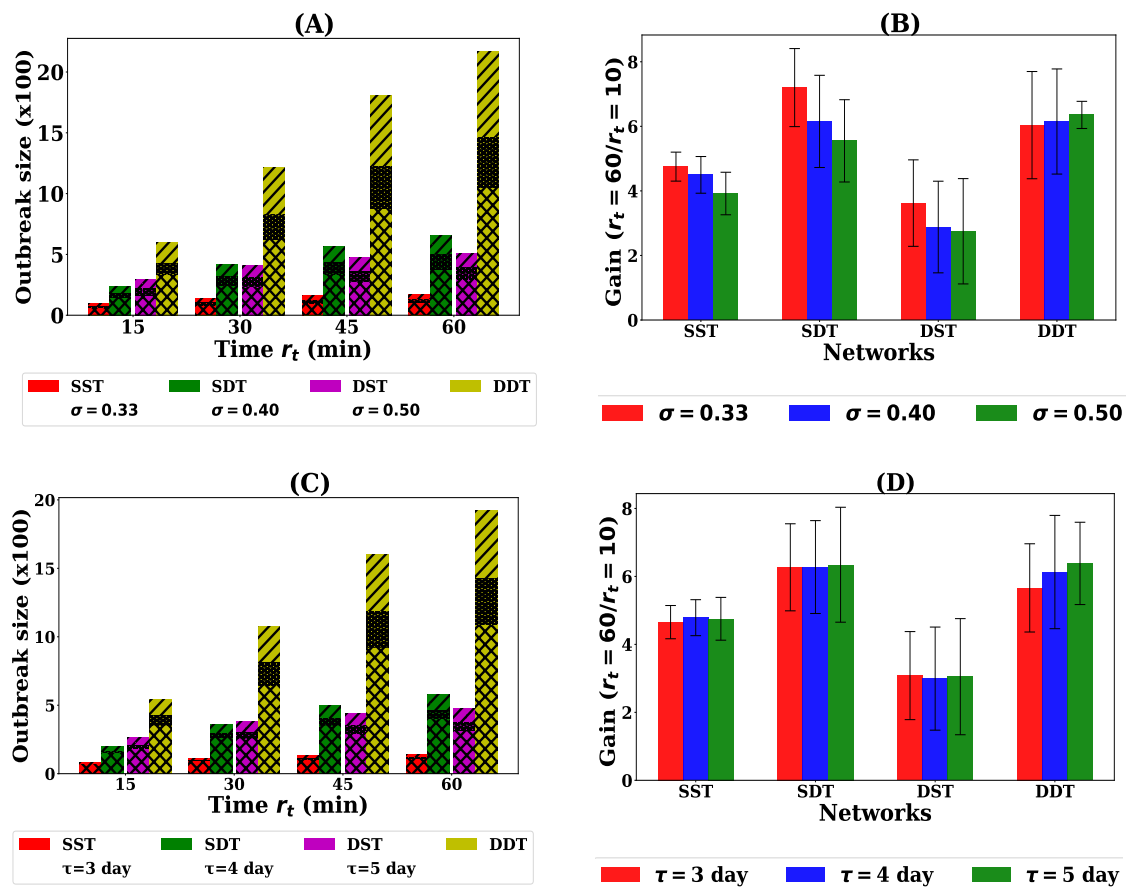 (A)
Outbreak size (x100)
20
15
10
5
0
15 30 45 60
Time r_t (min)
SST SDT DST DDT
σ = 0.33 σ = 0.40 σ = 0.50
(B)
Gain (r_t = 60/r_t = 10)
8
6
4
2
0
SST SDT DST DDT
Networks
σ = 0.33 σ = 0.40 σ = 0.50
(C)
Outbreak size (x100)
20
15
10
5
0
15 30 45 60
Time r_t (min)
SST SDT DST DDT
τ=3 day τ=4 day τ=5 day
(D)
Gain (r_t = 60/r_t = 10)
8
6
4
2
0
SST SDT DST DDT
Networks
τ = 3 day τ = 4 day τ = 5 day